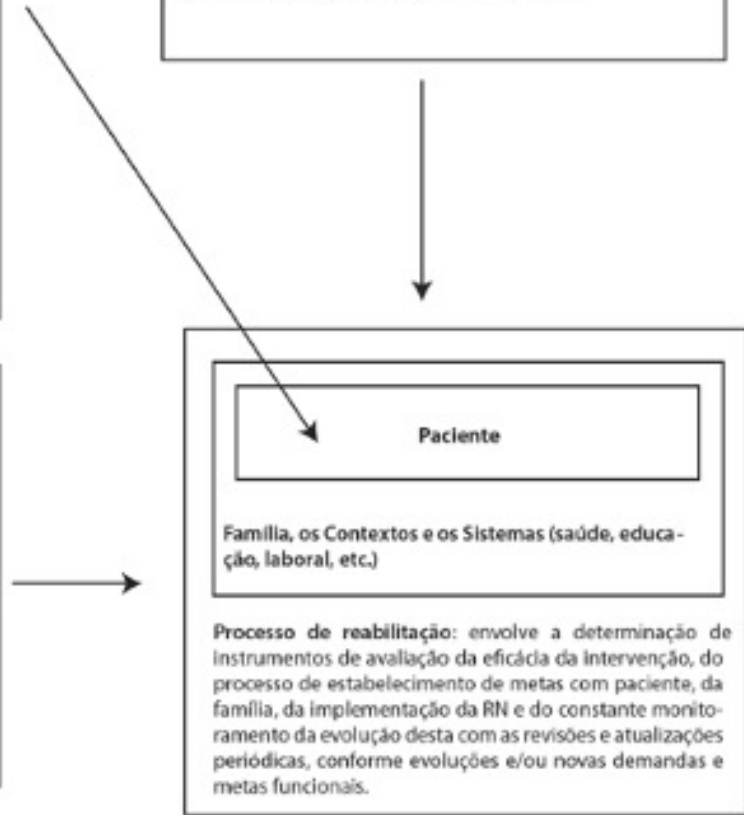 Paciente
Família, os Contextos e os Sistemas (saúde, educa-
ção, laboral, etc.)
Processo de reabilitação: envolve a determinação de
instrumentos de avaliação da eficácia da intervenção, do
processo de estabelecimento de metas com paciente, da
família, da implementação da RN e do constante monito-
ramento da evolução desta com as revisões e atualizações
periódicas, conforme evoluções e/ou novas demandas e
metas funcionais.